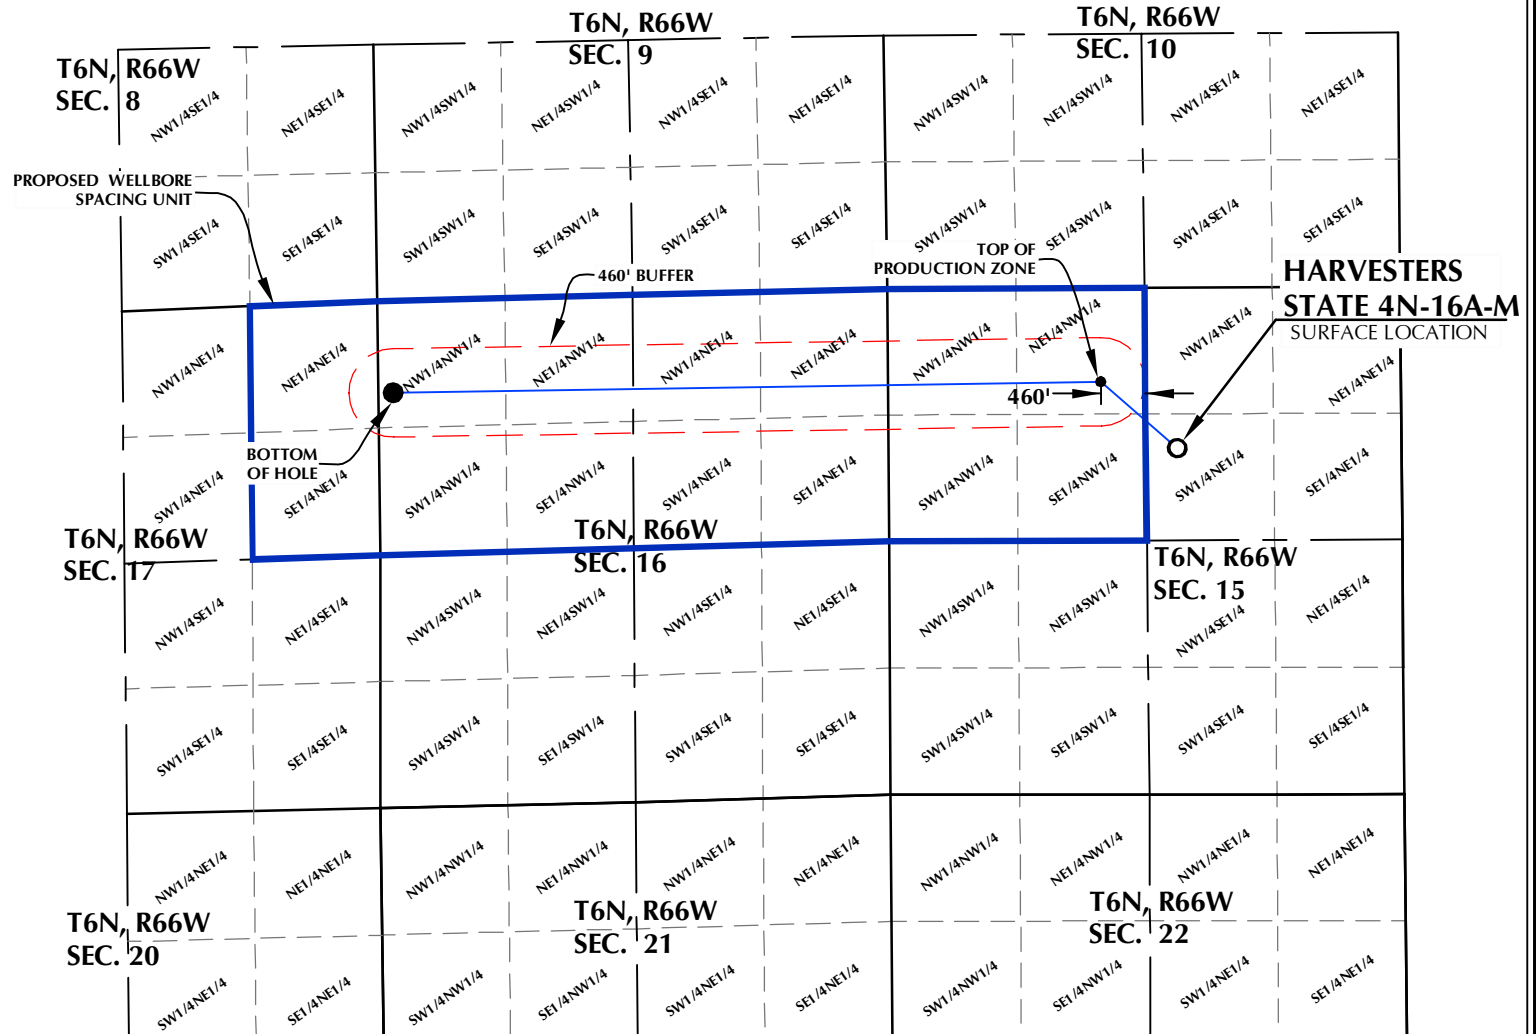 T6N, R66W
SEC. 8
T6N, R66W
SEC. 9
T6N, R66W
SEC. 10
NW1/4SE1/4
NE1/4SE1/4
NW1/4SW1/4
NE1/4SW1/4
NW1/4SE1/4
NE1/4SE1/4
NW1/4SW1/4
NE1/4SW1/4
NW1/4SE1/4
NE1/4SE1/4
PROPOSED WELLBORE
SPACING UNIT
SW1/4SE1/4
SE1/4SE1/4
SW1/4SW1/4
SE1/4SW1/4
SW1/4SE1/4
SE1/4SE1/4
SW1/4SW1/4
SE1/4SW1/4
SW1/4SE1/4
SE1/4SE1/4
460' BUFFER
TOP OF
PRODUCTION ZONE
HARVESTERS
STATE 4N-16A-M
SURFACE LOCATION
NW1/4NE1/4
NE1/4NE1/4
NW1/4NW1/4
NE1/4NW1/4
NW1/4NE1/4
NE1/4NE1/4
NW1/4NW1/4
NE1/4NW1/4
NW1/4NE1/4
NE1/4NE1/4
460'
BOTTOM
OF HOLE
SW1/4NE1/4
SE1/4NE1/4
SW1/4NW1/4
SE1/4NW1/4
SW1/4NE1/4
SE1/4NE1/4
SW1/4NW1/4
SE1/4NW1/4
SW1/4NE1/4
SE1/4NE1/4
T6N, R66W
SEC. 17
T6N, R66W
SEC. 16
T6N, R66W
SEC. 15
NW1/4SE1/4
NE1/4SE1/4
NW1/4SW1/4
NE1/4SW1/4
NW1/4SE1/4
NE1/4SE1/4
NW1/4SW1/4
NE1/4SW1/4
NW1/4SE1/4
NE1/4SE1/4
SW1/4SE1/4
SE1/4SE1/4
SW1/4SW1/4
SE1/4SW1/4
SW1/4SE1/4
SE1/4SE1/4
SW1/4SW1/4
SE1/4SW1/4
SW1/4SE1/4
SE1/4SE1/4
NW1/4NE1/4
NE1/4NE1/4
NW1/4NW1/4
NE1/4NW1/4
NW1/4NE1/4
NE1/4NE1/4
NW1/4NW1/4
NE1/4NW1/4
NW1/4NE1/4
NE1/4NE1/4
T6N, R66W
SEC. 20
T6N, R66W
SEC. 21
T6N, R66W
SEC. 22
SW1/4NE1/4
SE1/4NE1/4
SW1/4NW1/4
SE1/4NW1/4
SW1/4NE1/4
SE1/4NE1/4
SW1/4NW1/4
SE1/4NW1/4
SW1/4NE1/4
SE1/4NE1/4